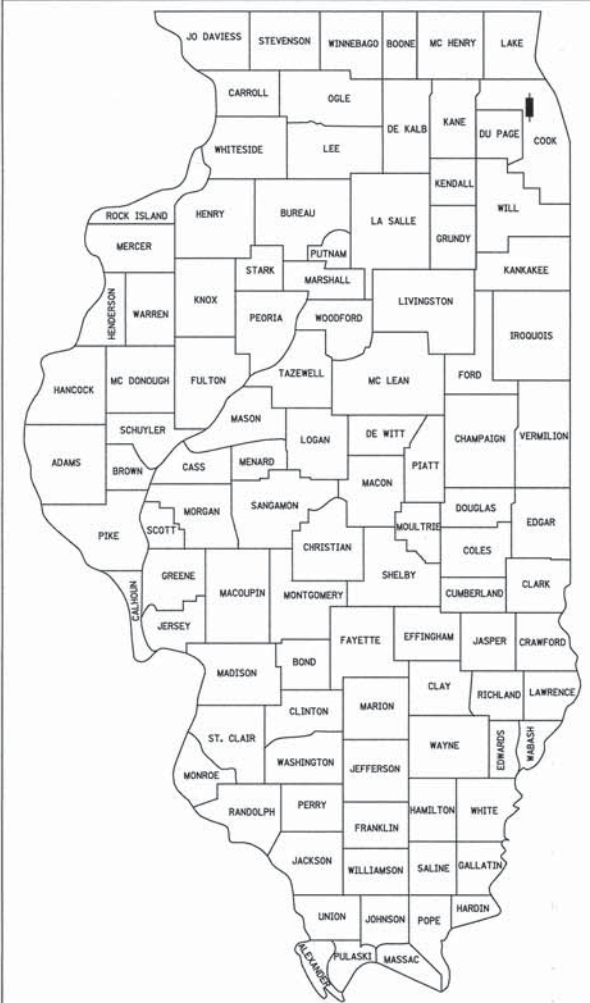 JO DAVIESS
STEVENSON
WINNEBAGO
BOONE
MC HENRY
LAKE
CARROLL
OGLE
DE KALB
KANE
DU PAGE
COOK
WHITESIDE
LEE
KENDALL
WILL
ROCK ISLAND
HENRY
BUREAU
LA SALLE
GRUNDY
MERCER
PUTNAM
STARK
MARSHALL
KANKAKEE
HENDERSON
WARREN
KNOX
PEORIA
WOODFORD
LIVINGSTON
IROQUOIS
HANCOCK
MC DONOUGH
FULTON
TAZEWELL
MC LEAN
FORD
MASON
SCHUYLER
LOGAN
DE WITT
CHAMPAIGN
VERMILION
ADAMS
BROWN
CASS
MENARD
PIATT
MACON
MORGAN
SANGAMON
DOUGLAS
EDGAR
PIKE
SCOTT
CHRISTIAN
MOULTRIE
COLES
GREENE
MACOUPIN
MONTGOMERY
SHELBY
CUMBERLAND
CLARK
CALHOUN
JERSEY
FAYETTE
EFFINGHAM
JASPER
CRAWFORD
MADISON
BOND
CLAY
RICHLAND
LAWRENCE
CLINTON
MARION
ST. CLAIR
WAYNE
EDWARDS
WABASH
WASHINGTON
JEFFERSON
MONROE
RANDOLPH
PERRY
HAMILTON
WHITE
FRANKLIN
JACKSON
WILLIAMSON
SALINE
GALLATIN
UNION
JOHNSON
POPE
HARDIN
ALEXANDER
PULASKI
MASSAC